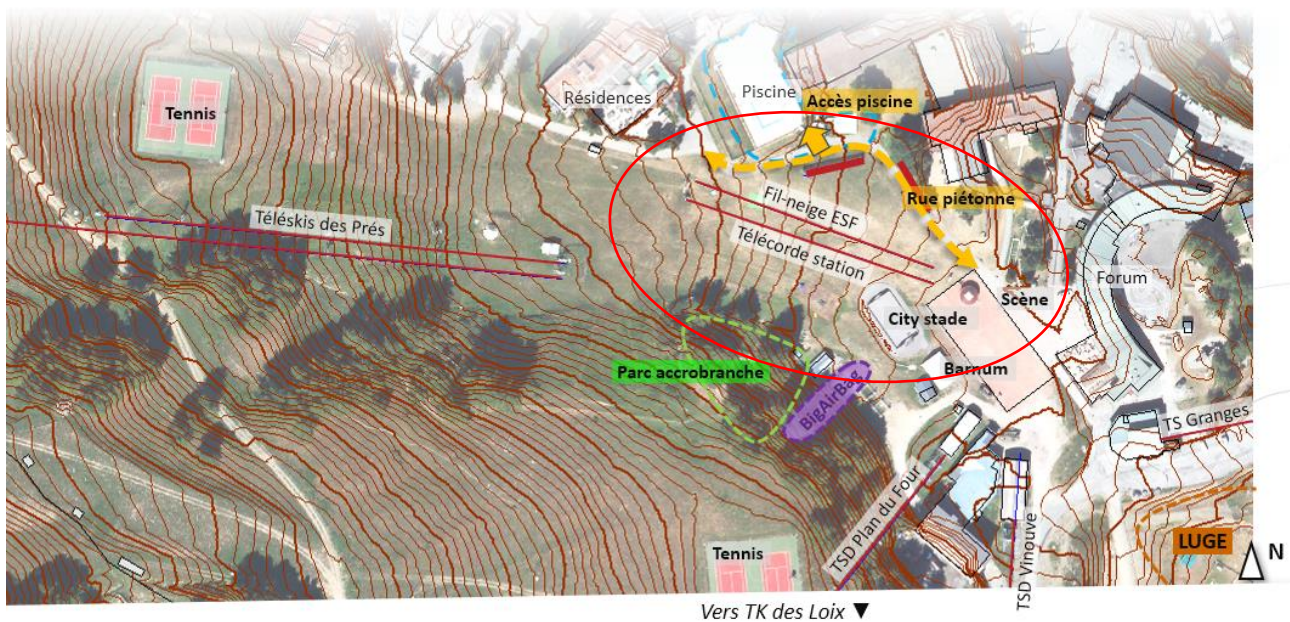 Résidences
Piscine
Accès piscine
Tennis
Fil-neige ESF
Rue piétonne
Téléskis des Prés
Télécorde station
Scène
Forum
City stade
Parc accrobranche
Barnum
BigAirBag
TS Granges
TSD Plan du Four
TSD Vinouve
Tennis
LUGE
N
Vers TK des Loix ▼